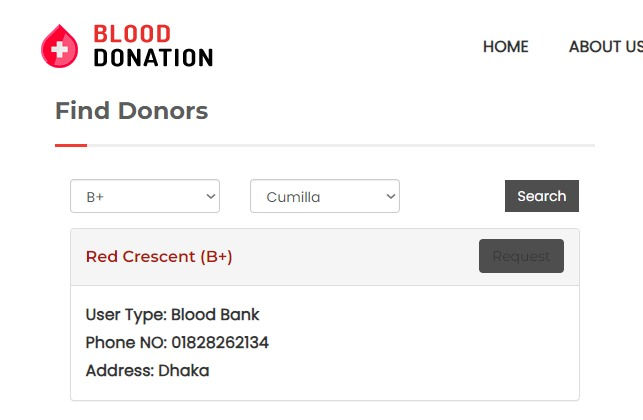 BLOOD
DONATION
HOME ABOUT US
Find Donors
B+ Cumilla Search
Red Crescent (B+) Request
User Type: Blood Bank
Phone NO: 01828262134
Address: Dhaka